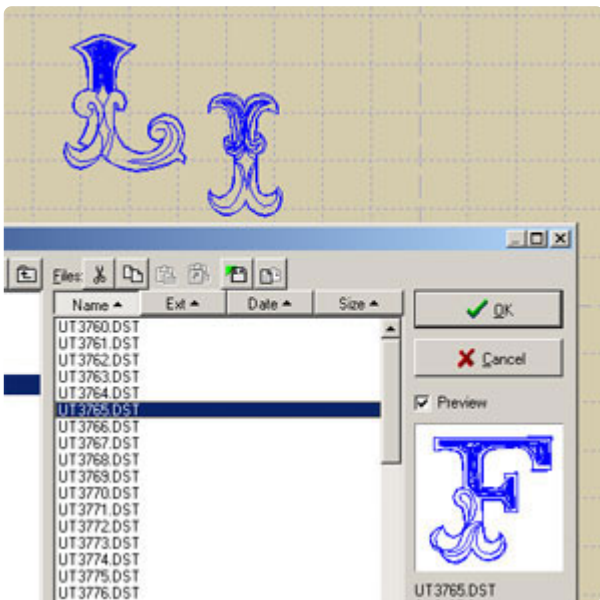 L I
Files:
Name Ext Date Size
OK
Cancel
Preview
F
UT3765.DST
UT3760.DST
UT3761.DST
UT3762.DST
UT3763.DST
UT3764.DST
UT3765.DST
UT3766.DST
UT3767.DST
UT3768.DST
UT3769.DST
UT3770.DST
UT3771.DST
UT3772.DST
UT3773.DST
UT3774.DST
UT3775.DST
UT3776.DST